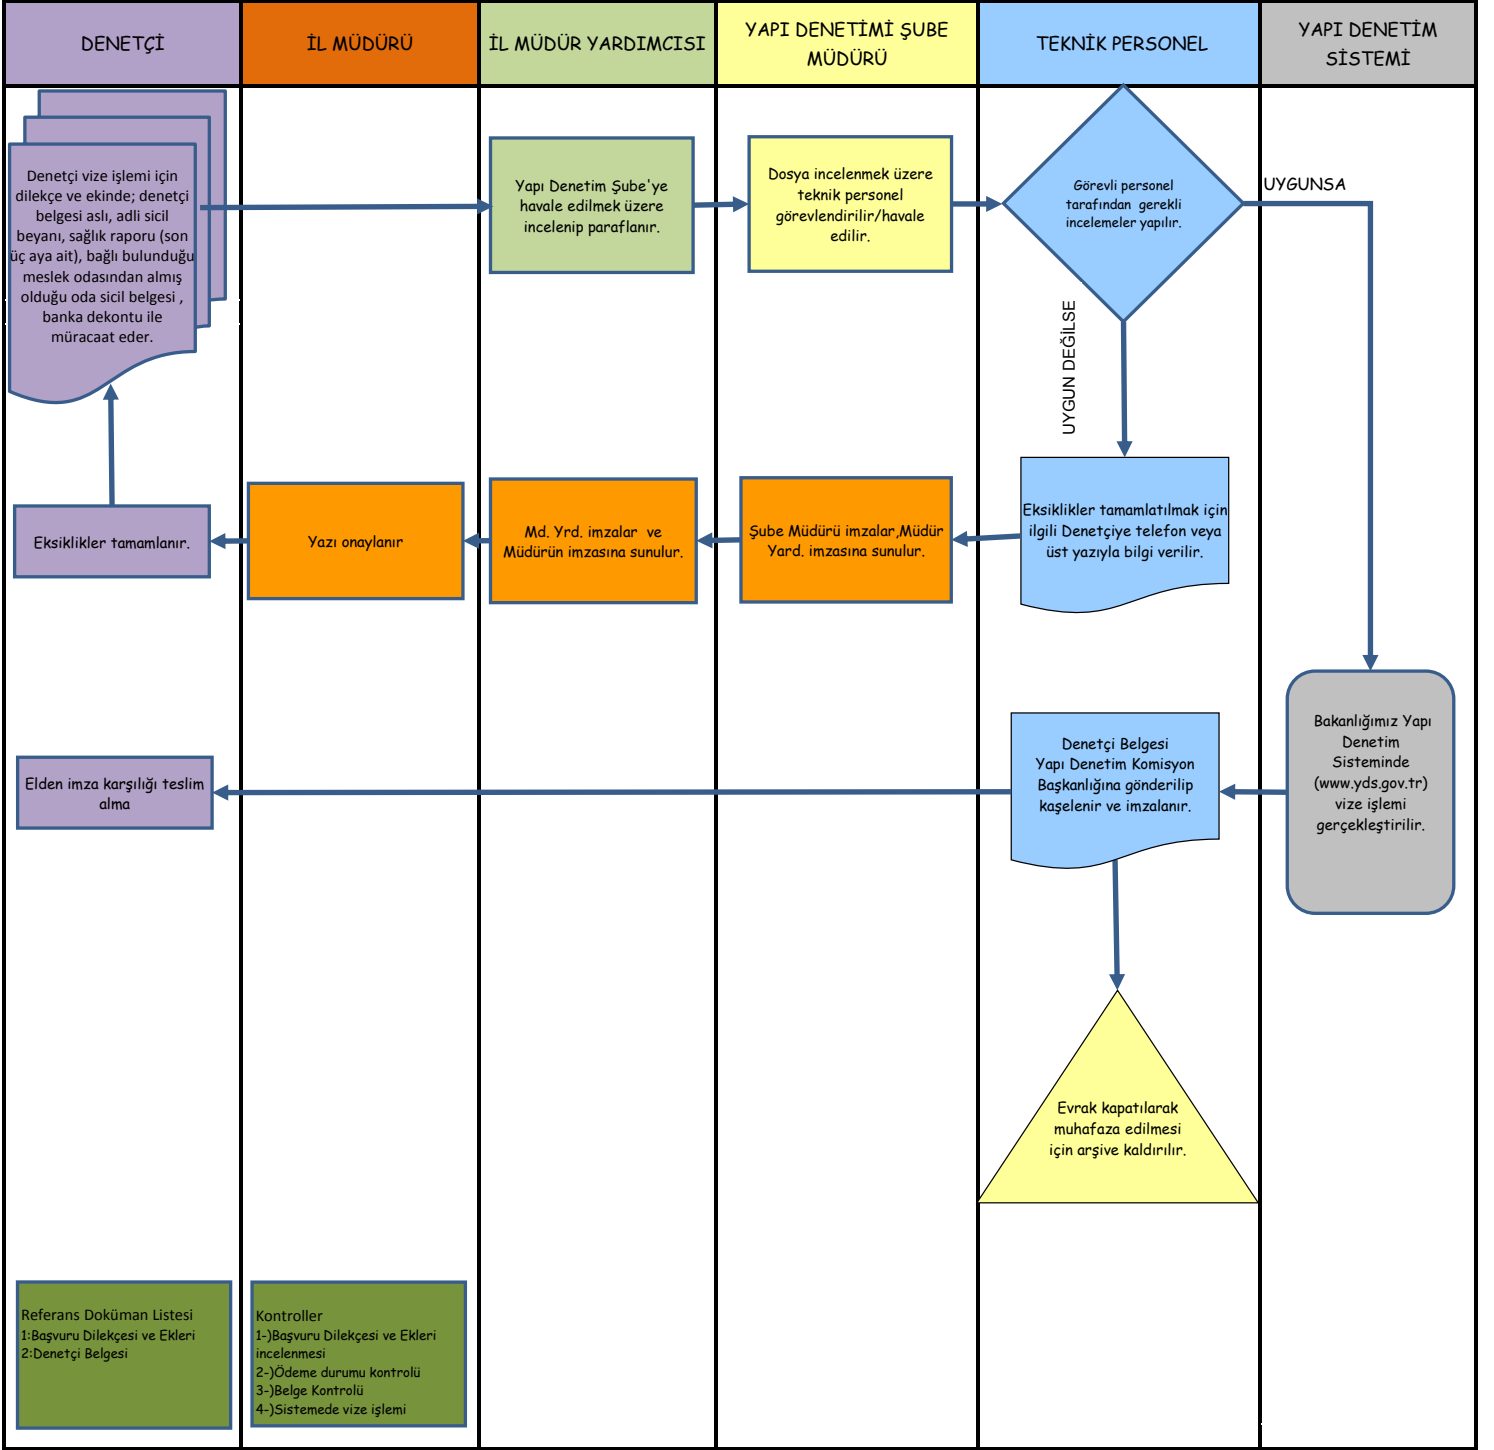 DENETÇİ
İL MÜDÜRÜ
İL MÜDÜR YARDIMCISI
YAPI DENETİMİ ŞUBE
MÜDÜRÜ
TEKNİK PERSONEL
YAPI DENETİM
SİSTEMİ
Denetçi vize işlemi için
dilekçe ve ekinde; denetçi
belgesi aslı, adli sicil
beyanı, sağlık raporu (son
üç aya ait), bağlı bulunduğu
meslek odasından almış
olduğu oda sicil belgesi ,
banka dekontu ile
müracaat eder.
Yapı Denetim Şube'ye
havale edilmek üzere
incelenip paraflanır.
Dosya incelenmek üzere
teknik personel
görevlendirilir/havale
edilir.
Görevli personel
tarafından gerekli
incelemeler yapılır.
UYGUNSA
UYGUN DEĞİLSE
Eksiklikler tamamlanır.
Yazı onaylanır
Md. Yrd. imzalar ve
Müdürün imzasına sunulur.
Şube Müdürü imzalar,Müdür
Yard. imzasına sunulur.
Eksiklikler tamamlatılmak için
ilgili Denetçiye telefon veya
üst yazıyla bilgi verilir.
Elden imza karşılığı teslim
alma
Denetçi Belgesi
Yapı Denetim Komisyon
Başkanlığına gönderilip
kaşelenir ve imzalanır.
Bakanlığımız Yapı
Denetim
Sisteminde
(www.yds.gov.tr)
vize işlemi
gerçekleştirilir.
Evrak kapatılarak
muhafaza edilmesi
için arşive kaldırılır.
Referans Doküman Listesi
1:Başvuru Dilekçesi ve Ekleri
2:Denetçi Belgesi
Kontroller
1-)Başvuru Dilekçesi ve Ekleri
incelenmesi
2-)Ödeme durumu kontrolü
3-)Belge Kontrolü
4-)Sistemede vize işlemi